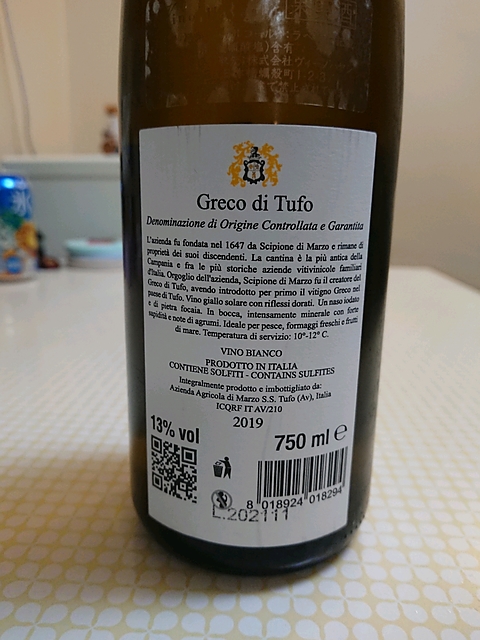 Greco di Tufo
Denominazione di Origine Controllata e Garantita
L'azienda fu fondata nel 1647 da Scipione di Marzo e rimane di
proprietà dei suoi discendenti. La cantina è la più antica della
Campania e fra le più storiche aziende vitivinicole familiari
d'Italia. Orgoglio dell'azienda, Scipione di Marzo fu il creatore del
Greco di Tufo, avendo introdotto per primo il vitigno Greco nel
paese di Tufo. Vino giallo solare con riflessi dorati. Un naso iodato
e di pietra focaia. In bocca, intensamente minerale con forte
sapidità e note di agrumi. Ideale per pesce, formaggi freschi e frutti
di mare. Temperatura di servizio: 10°-12° C.
VINO BIANCO
PRODOTTO IN ITALIA
CONTIENE SOLFITI - CONTAINS SULFITES
Integralmente prodotto e imbottigliato da:
Azienda Agricola di Marzo S.S. Tufo (Av), Italia
ICQRF IT AV/210
2019
13% vol
750 ml e
8 018924 018294
L.202111